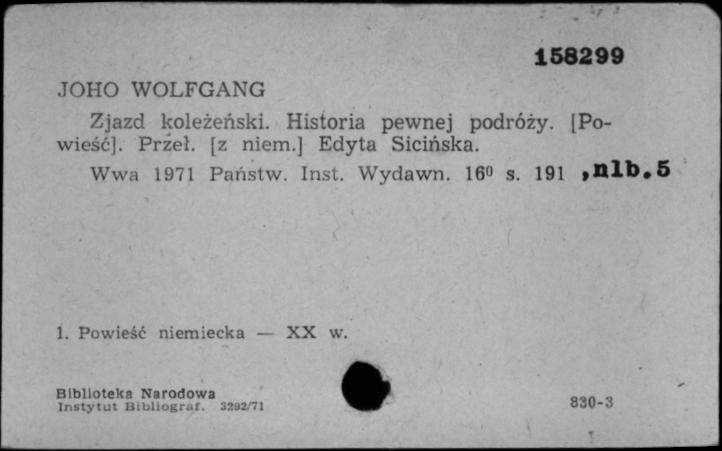 158299
JOHO WOLFGANG
Zjazd koleżeński. Historia pewnej podróży. [Po-
wieść]. Przeł. [z niem.] Edyta Sicińska.
Wwa 1971 Państw. Inst. Wydawn. 16⁰ s. 191 ,nlb.5
1. Powieść niemiecka — XX w.
Biblioteka Narodowa
Instytut Bibliograf. 3292/71
830-3